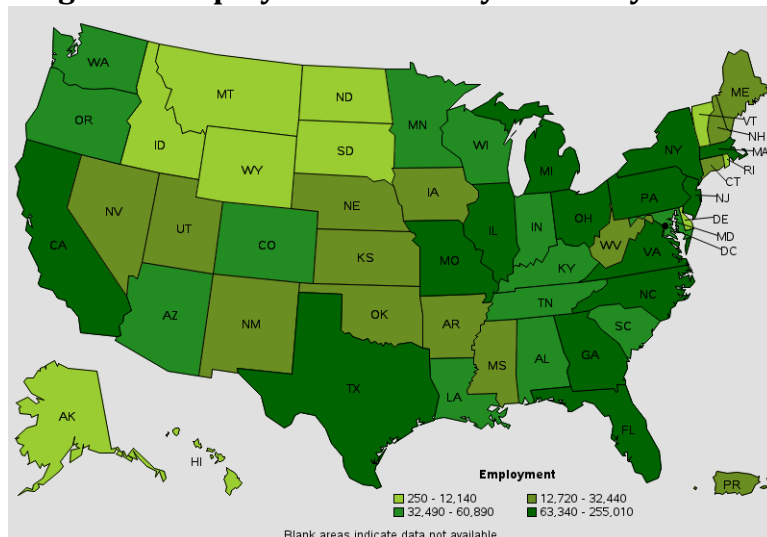 WA
MT
ND
ME
OR
MN
VT
ID
WI
NH
SD
NY
MA
WY
MI
RI
CT
IA
PA
NJ
NE
NV
OH
DE
IL
IN
UT
MD
WV
CA
CO
VA
DC
KS
MO
KY
NC
TN
OK
AZ
NM
AR
SC
MS
AL
GA
TX
LA
AK
FL
HI
Employment
250 - 12,140 12,720 - 32,440
32,490 - 60,890 63,340 - 255,010
PR
Blank areas indicate data not available